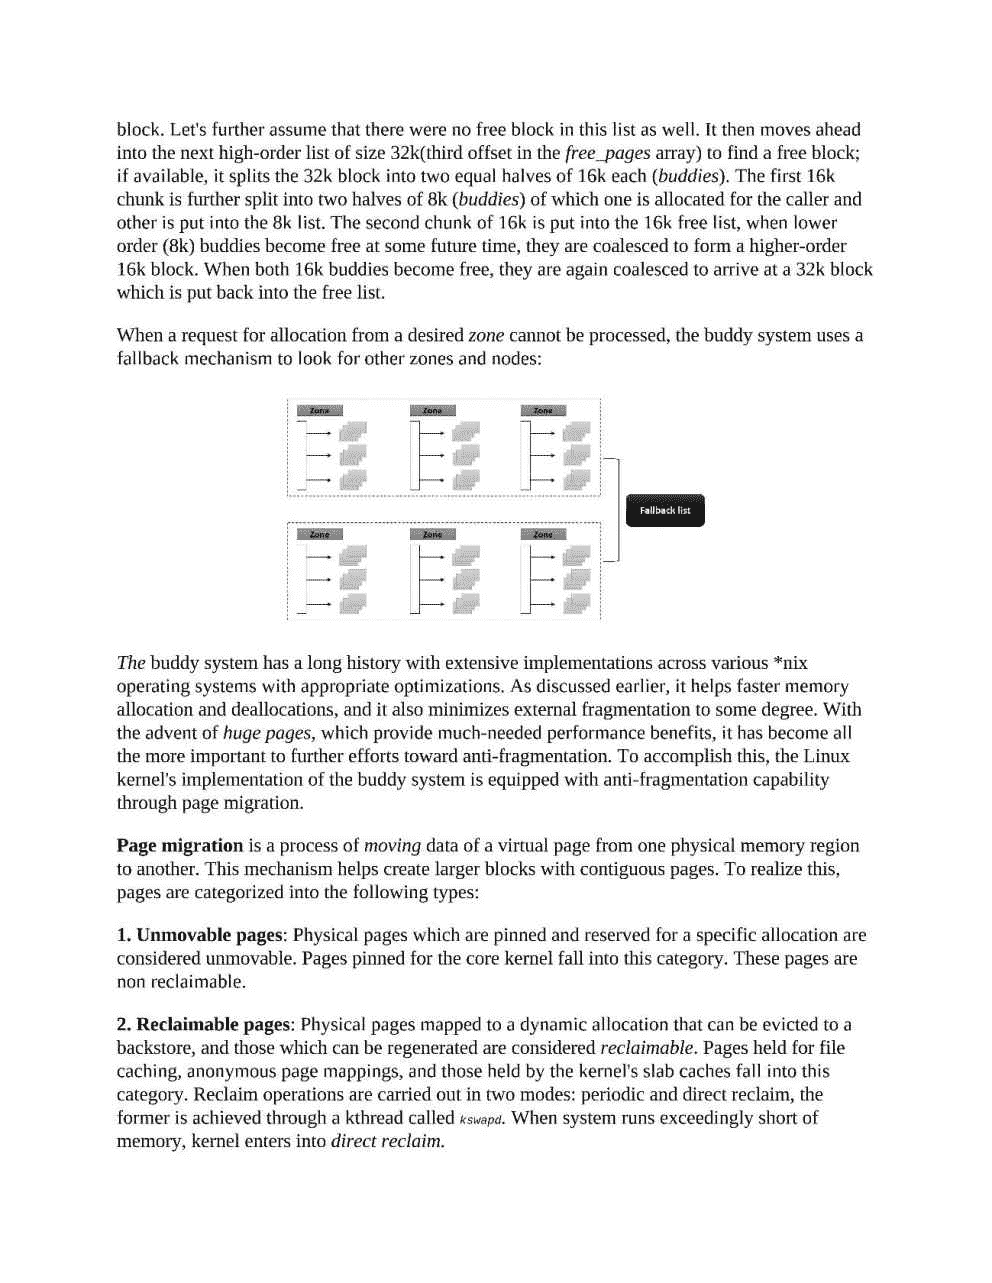 block. Let's further assume that there were no free block in this list as well. It then moves ahead
into the next high-order list of size 32k(third offset in the free_pages array) to find a free block;
if available, it splits the 32k block into two equal halves of 16k each (buddies). The first 16k
chunk is further split into two halves of 8k (buddies) of which one is allocated for the caller and
other is put into the 8k list. The second chunk of 16k is put into the 16k free list, when lower
order (8k) buddies become free at some future time, they are coalesced to form a higher-order
16k block. When both 16k buddies become free, they are again coalesced to arrive at a 32k block
which is put back into the free list.
When a request for allocation from a desired zone cannot be processed, the buddy system uses a
fallback mechanism to look for other zones and nodes:
Zone Zone Zone
Fallback list
Zone Zone Zone
The buddy system has a long history with extensive implementations across various *nix
operating systems with appropriate optimizations. As discussed earlier, it helps faster memory
allocation and deallocations, and it also minimizes external fragmentation to some degree. With
the advent of huge pages, which provide much-needed performance benefits, it has become all
the more important to further efforts toward anti-fragmentation. To accomplish this, the Linux
kernel's implementation of the buddy system is equipped with anti-fragmentation capability
through page migration.
Page migration is a process of moving data of a virtual page from one physical memory region
to another. This mechanism helps create larger blocks with contiguous pages. To realize this,
pages are categorized into the following types:
1. Unmovable pages: Physical pages which are pinned and reserved for a specific allocation are
considered unmovable. Pages pinned for the core kernel fall into this category. These pages are
non reclaimable.
2. Reclaimable pages: Physical pages mapped to a dynamic allocation that can be evicted to a
backstore, and those which can be regenerated are considered reclaimable. Pages held for file
caching, anonymous page mappings, and those held by the kernel's slab caches fall into this
category. Reclaim operations are carried out in two modes: periodic and direct reclaim, the
former is achieved through a kthread called kswapd. When system runs exceedingly short of
memory, kernel enters into direct reclaim.